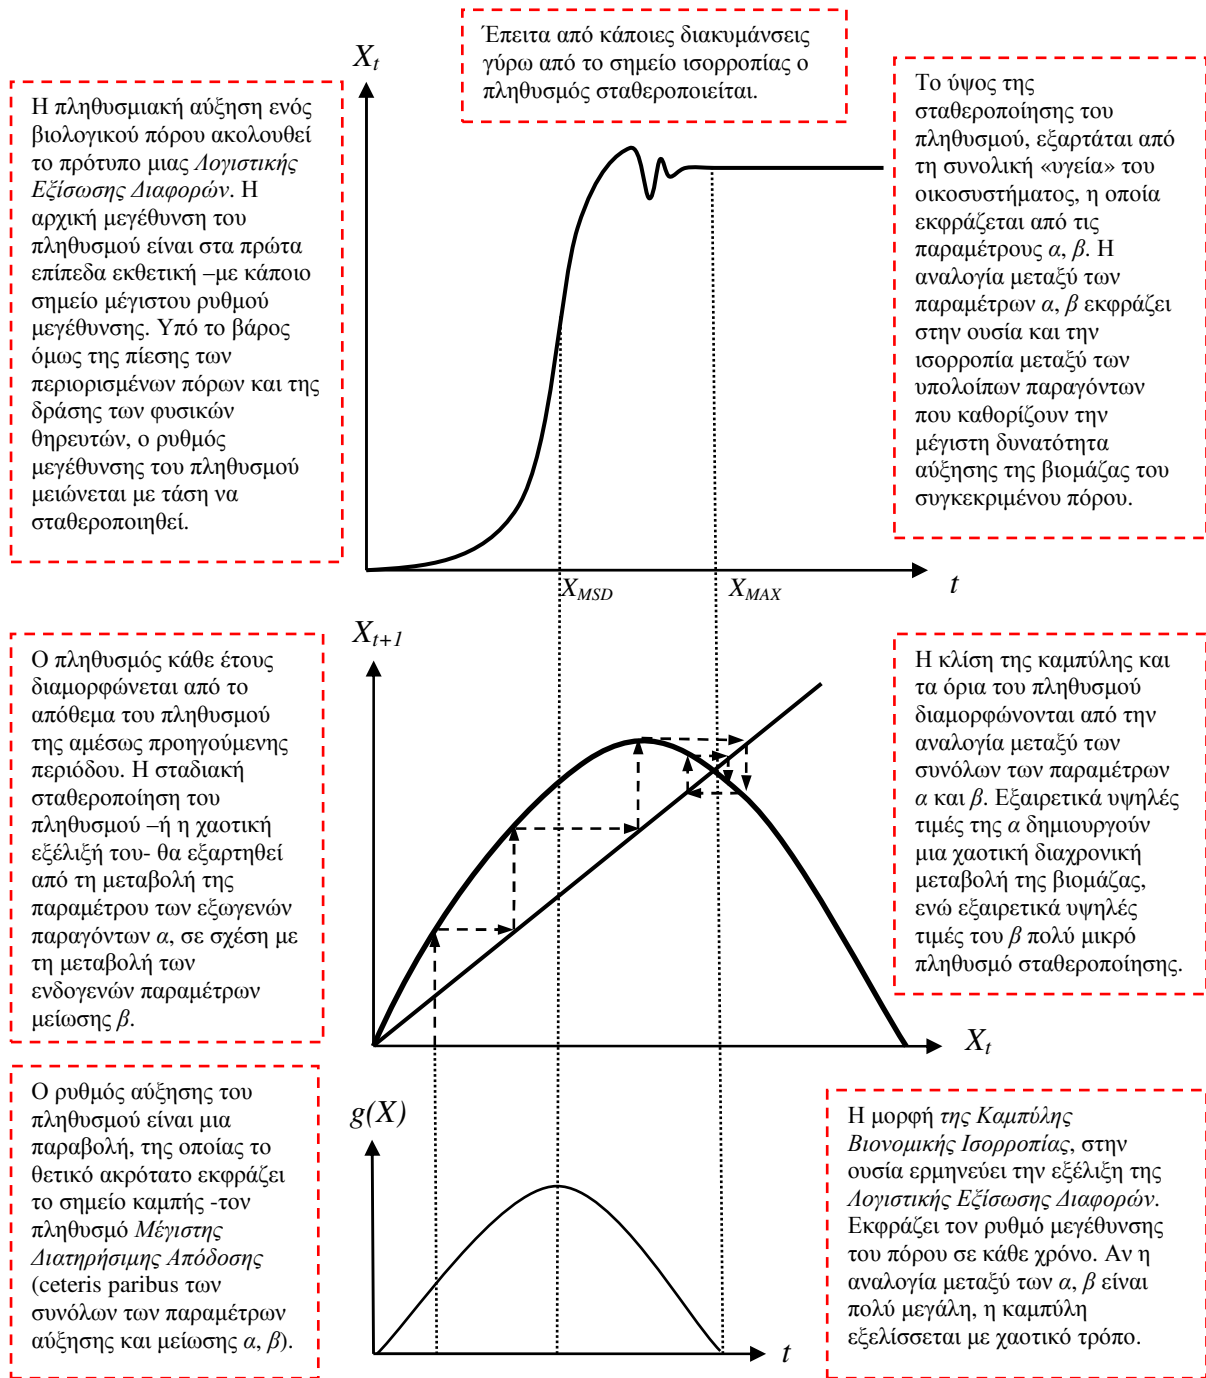 Έπειτα από κάποιες διακυμάνσεις
γύρω από το σημείο ισορροπίας ο
πληθυσμός σταθεροποιείται.
Η πληθυσμιακή αύξηση ενός
βιολογικού πόρου ακολουθεί
το πρότυπο μιας Λογιστικής
Εξίσωσης Διαφορών. Η
αρχική μεγέθυνση του
πληθυσμού είναι στα πρώτα
επίπεδα εκθετική –με κάποιο
σημείο μέγιστου ρυθμού
μεγέθυνσης. Υπό το βάρος
όμως της πίεσης των
περιορισμένων πόρων και της
δράσης των φυσικών
θηρευτών, ο ρυθμός
μεγέθυνσης του πληθυσμού
μειώνεται με τάση να
σταθεροποιηθεί.
X_t
t
X_MSD
X_MAX
Το ύψος της
σταθεροποίησης του
πληθυσμού, εξαρτάται από
τη συνολική «υγεία» του
οικοσυστήματος, η οποία
εκφράζεται από τις
παραμέτρους α, β. Η
αναλογία μεταξύ των
παραμέτρων α, β εκφράζει
στην ουσία και την
ισορροπία μεταξύ των
υπολοίπων παραγόντων
που καθορίζουν την
μέγιστη δυνατότητα
αύξησης της βιομάζας του
συγκεκριμένου πόρου.
Ο πληθυσμός κάθε έτους
διαμορφώνεται από το
απόθεμα του πληθυσμού
της αμέσως προηγούμενης
περιόδου. Η σταδιακή
σταθεροποίηση του
πληθυσμού –ή η χαοτική
εξέλιξή του- θα εξαρτηθεί
από τη μεταβολή της
παραμέτρου των εξωγενών
παραγόντων α, σε σχέση με
τη μεταβολή των
ενδογενών παραμέτρων
μείωσης β.
X_t+1
X_t
Η κλίση της καμπύλης και
τα όρια του πληθυσμού
διαμορφώνονται από την
αναλογία μεταξύ των
συνόλων των παραμέτρων
α και β. Εξαιρετικά υψηλές
τιμές της α δημιουργούν
μια χαοτική διαχρονική
μεταβολή της βιομάζας,
ενώ εξαιρετικά υψηλές
τιμές του β πολύ μικρό
πληθυσμό σταθεροποίησης.
Ο ρυθμός αύξησης του
πληθυσμού είναι μια
παραβολή, της οποίας το
θετικό ακρότατο εκφράζει
το σημείο καμπής -τον
πληθυσμό Μέγιστης
Διατηρήσιμης Απόδοσης
(ceteris paribus των
συνόλων των παραμέτρων
αύξησης και μείωσης α, β).
g(X)
t
Η μορφή της Καμπύλης
Βιονομικής Ισορροπίας, στην
ουσία ερμηνεύει την εξέλιξη της
Λογιστικής Εξίσωσης Διαφορών.
Εκφράζει τον ρυθμό μεγέθυνσης
του πόρου σε κάθε χρόνο. Αν η
αναλογία μεταξύ των α, β είναι
πολύ μεγάλη, η καμπύλη
εξελίσσεται με χαοτικό τρόπο.